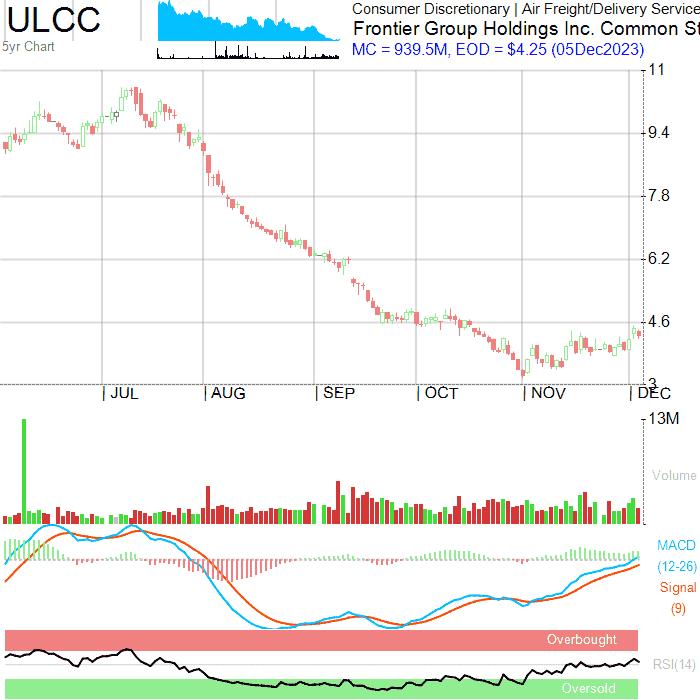 ULCC
5yr Chart
Consumer Discretionary | Air Freight/Delivery Service
Frontier Group Holdings Inc. Common St
MC = 939.5M, EOD = $4.25 (05Dec2023)
11
9.4
7.8
6.2
4.6
3
| JUL | AUG | SEP | OCT | NOV | DEC
13M
Volume
MACD
(12-26)
Signal
(9)
Overbought
RSI(14)
Oversold